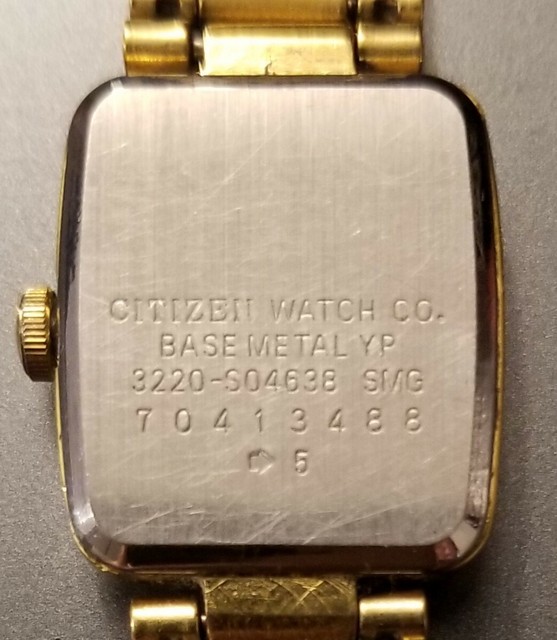 CITIZEN WATCH CO.
BASE METAL YP
3220-S04638 SMG
70413488
5